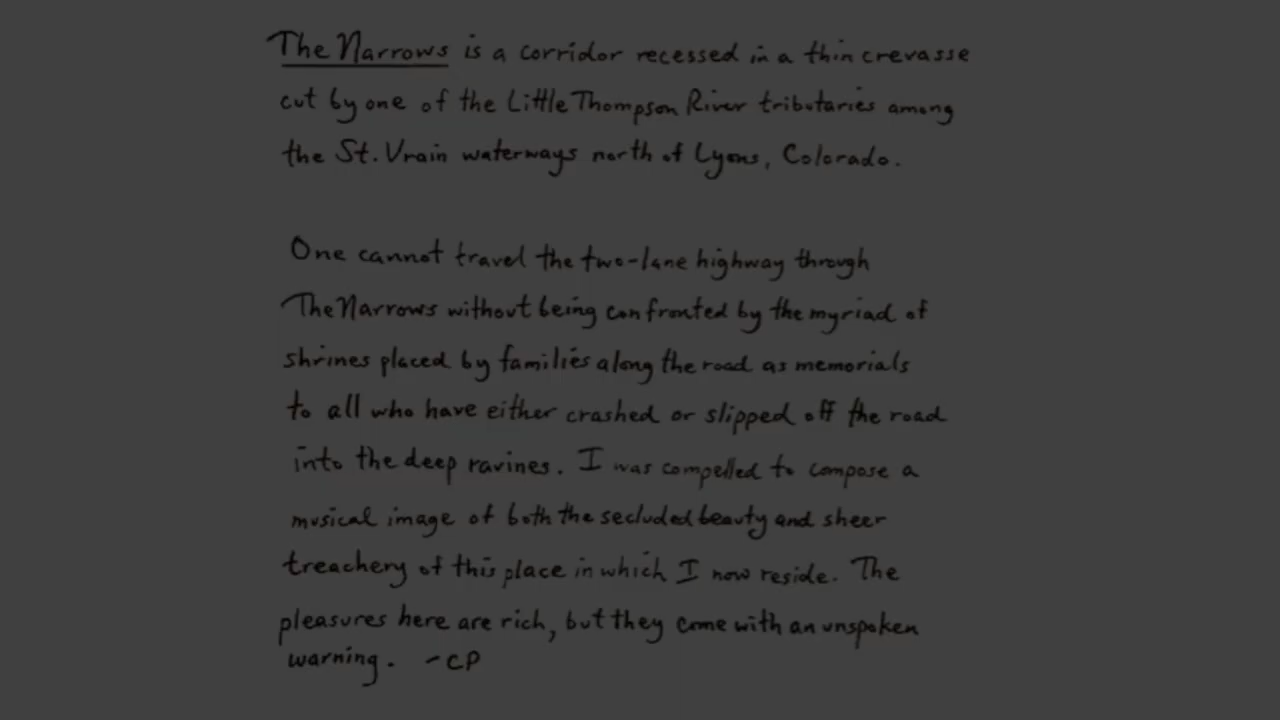 The Narrows is a corridor recessed in a thin crevasse
cut by one of the Little Thompson River tributaries among
the St. Vrain waterways north of Lyons, Colorado.
One cannot travel the two-lane highway through
The Narrows without being confronted by the myriad of
shrines placed by families along the road as memorials
to all who have either crashed or slipped off the road
into the deep ravines. I was compelled to compose a
musical image of both the secluded beauty and sheer
treachery of this place in which I now reside. The
pleasures here are rich, but they come with an unspoken
warning. -CP